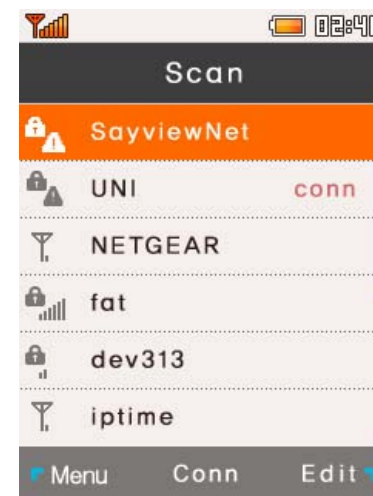 Scan
SayviewNet
UNI conn
NETGEAR
fat
dev313
iptime
Menu Conn Edit